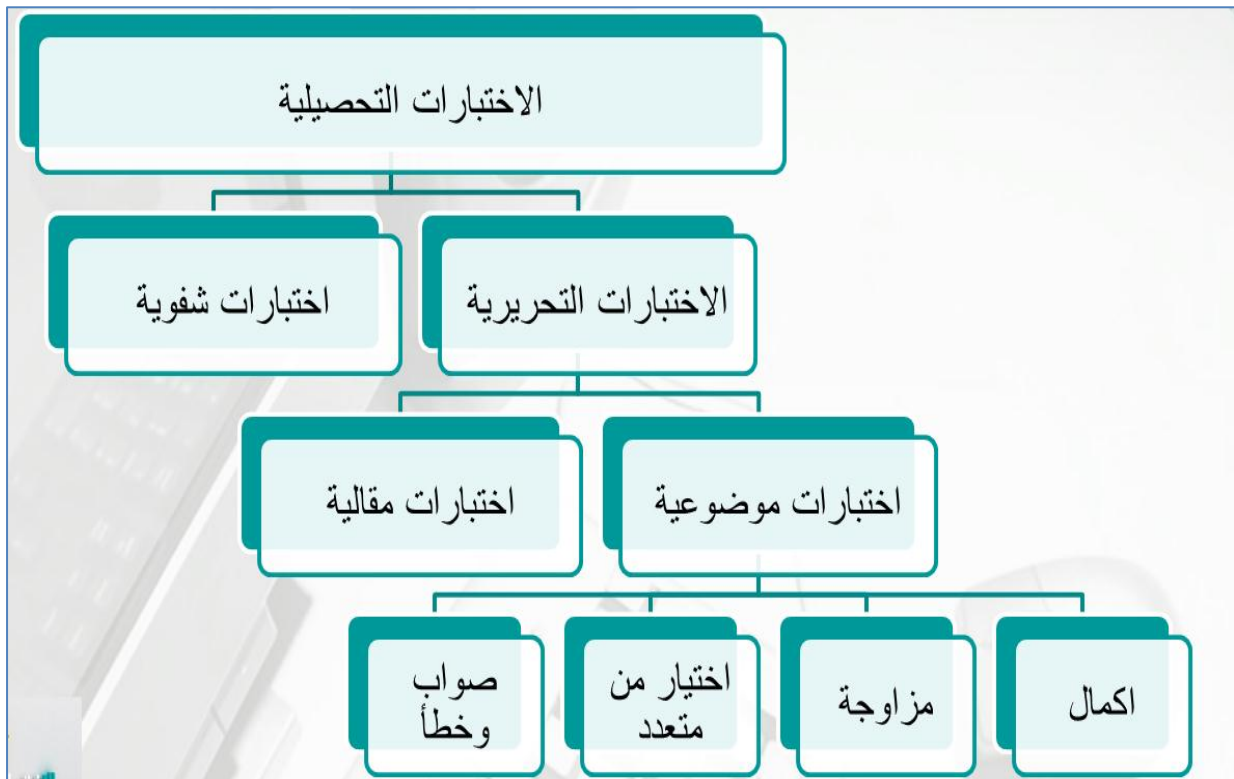 الاختبارات التحصيلية
الاختبارات التحريرية
اختبارات شفوية
اختبارات موضوعية
اختبارات مقالية
اكمال
مزاوجة
اختيار من
متعدد
صواب
وخطأ